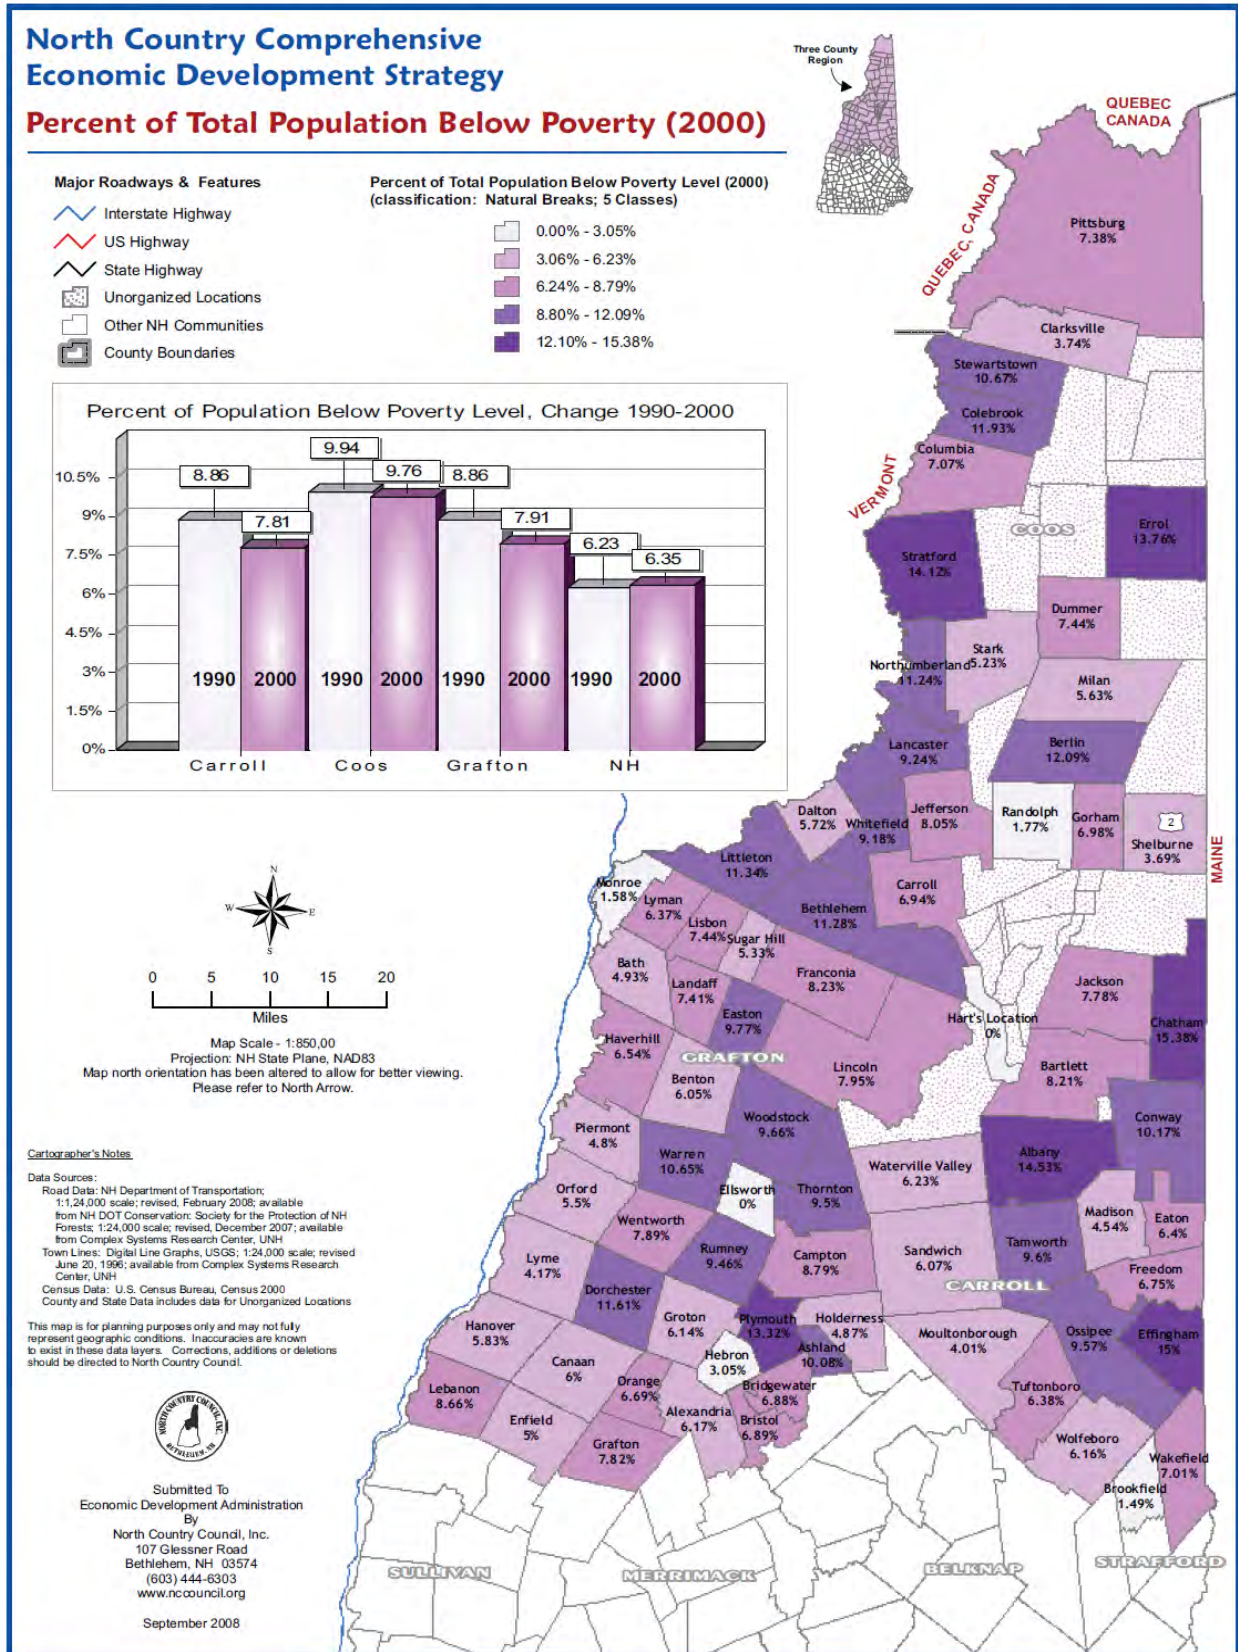 North Country Comprehensive
Economic Development Strategy
Percent of Total Population Below Poverty (2000)
Three County
Region
QUEBEC
CANADA
QUEBEC, CANADA
VERMONT
MAINE
Major Roadways & Features
Interstate Highway
US Highway
State Highway
Unorganized Locations
Other NH Communities
County Boundaries
Percent of Total Population Below Poverty Level (2000)
(classification: Natural Breaks; 5 Classes)
0.00% - 3.05%
3.06% - 6.23%
6.24% - 8.79%
8.80% - 12.09%
12.10% - 15.38%
Percent of Population Below Poverty Level, Change 1990-2000
10.5%
9%
7.5%
6%
4.5%
3%
1.5%
0%
8.86
7.81
9.94
9.76
8.86
7.91
6.23
6.35
1990 2000 1990 2000 1990 2000 1990 2000
Carroll Coos Grafton NH
N
W E
S
0 5 10 15 20
Miles
Map Scale - 1:850,00
Projection: NH State Plane, NAD83
Map north orientation has been altered to allow for better viewing.
Please refer to North Arrow.
Cartographer's Notes
Data Sources:
Road Data: NH Department of Transportation;
1:1,24,000 scale; revised, February 2008; available
from NH DOT Conservation: Society for the Protection of NH
Forests; 1:24,000 scale; revised, December 2007; available
from Complex Systems Research Center, UNH
Town Lines: Digital Line Graphs, USGS; 1:24,000 scale; revised
June 20, 1996; available from Complex Systems Research
Center, UNH
Census Data: U.S. Census Bureau, Census 2000
County and State Data includes data for Unorganized Locations
This map is for planning purposes only and may not fully
represent geographic conditions. Inaccuracies are known
to exist in these data layers. Corrections, additions or deletions
should be directed to North Country Council.
NORTH COUNTRY COUNCIL, INC.
BETHLEHEM, NH
Submitted To
Economic Development Administration
By
North Country Council, Inc.
107 Glessner Road
Bethlehem, NH 03574
(603) 444-6303
www.nccouncil.org
September 2008
Pittsburg
7.38%
Clarksville
3.74%
Stewartstown
10.67%
Colebrook
11.93%
Columbia
7.07%
COOS
Errol
13.76%
Stratford
14.12%
Dummer
7.44%
Stark
5.23%
Northumberland
11.24%
Milan
5.63%
Lancaster
9.24%
Berlin
12.09%
Dalton
5.72%
Whitefield
9.18%
Jefferson
8.05%
Randolph
1.77%
Gorham
6.98%
2
Shelburne
3.69%
Littleton
11.34%
Monroe
1.58%
Lyman
6.37%
Carroll
6.94%
Lisbon
7.44%
Bethlehem
11.28%
Sugar Hill
5.33%
Bath
4.93%
Landaff
7.41%
Franconia
8.23%
Jackson
7.78%
Easton
9.77%
Hart's Location
0%
Chatham
15.38%
Haverhill
6.54%
GRAFTON
Benton
6.05%
Lincoln
7.95%
Bartlett
8.21%
Woodstock
9.66%
Conway
10.17%
Piermont
4.8%
Warren
10.65%
Waterville Valley
6.23%
Albany
14.53%
Orford
5.5%
Ellsworth
0%
Thornton
9.5%
Madison
4.54%
Eaton
6.4%
Wentworth
7.89%
Rumney
9.46%
Campton
8.79%
Sandwich
6.07%
Tamworth
9.6%
Lyme
4.17%
Freedom
6.75%
CARROLL
Dorchester
11.61%
Groton
6.14%
Plymouth
13.32%
Holderness
4.87%
Hanover
5.83%
Moultonborough
4.01%
Ossipee
9.57%
Effingham
15%
Hebron
3.05%
Ashland
10.08%
Canaan
6%
Orange
6.69%
Bridgewater
6.88%
Tuftonboro
6.38%
Lebanon
8.66%
Enfield
5%
Alexandria
6.17%
Bristol
6.89%
Grafton
7.82%
Wolfeboro
6.16%
Wakefield
7.01%
Brookfield
1.49%
SULLIVAN
MERRIMACK
BELKNAP
STRAFFORD